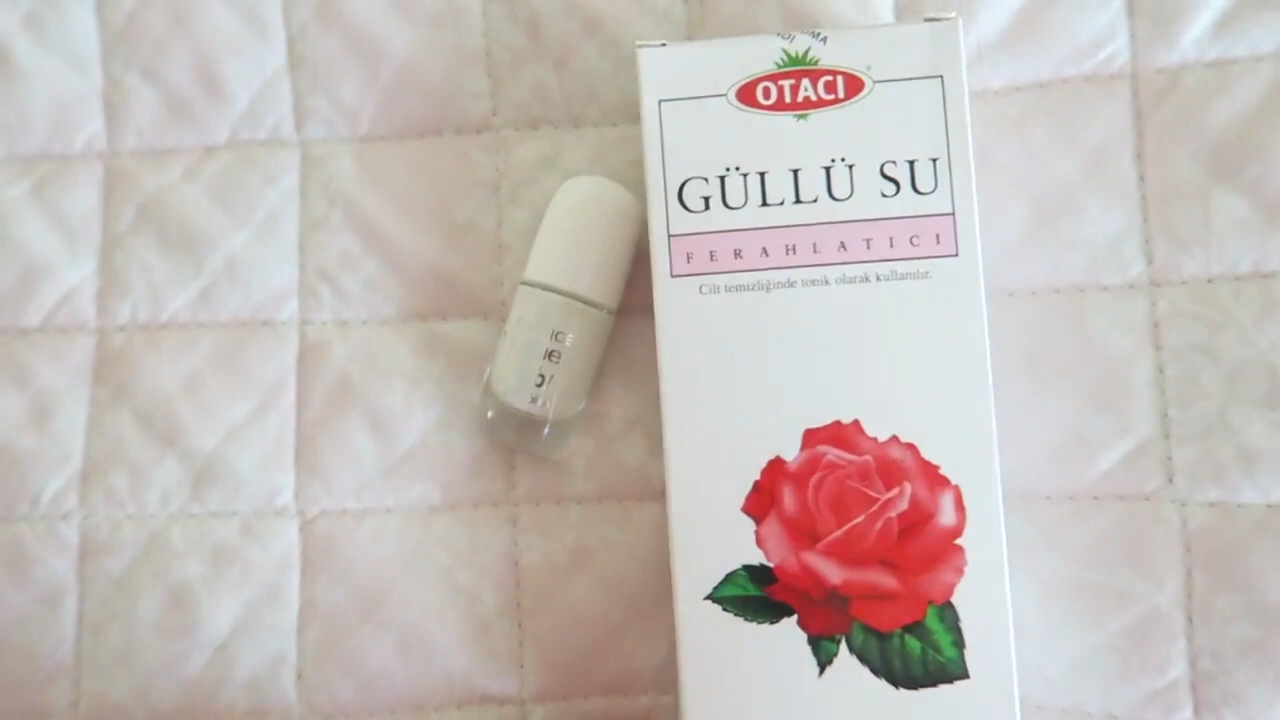 OTACI
GÜLLÜ SU
FERAHLATICI
Cilt temizliğinde tonik olarak kullanılır.